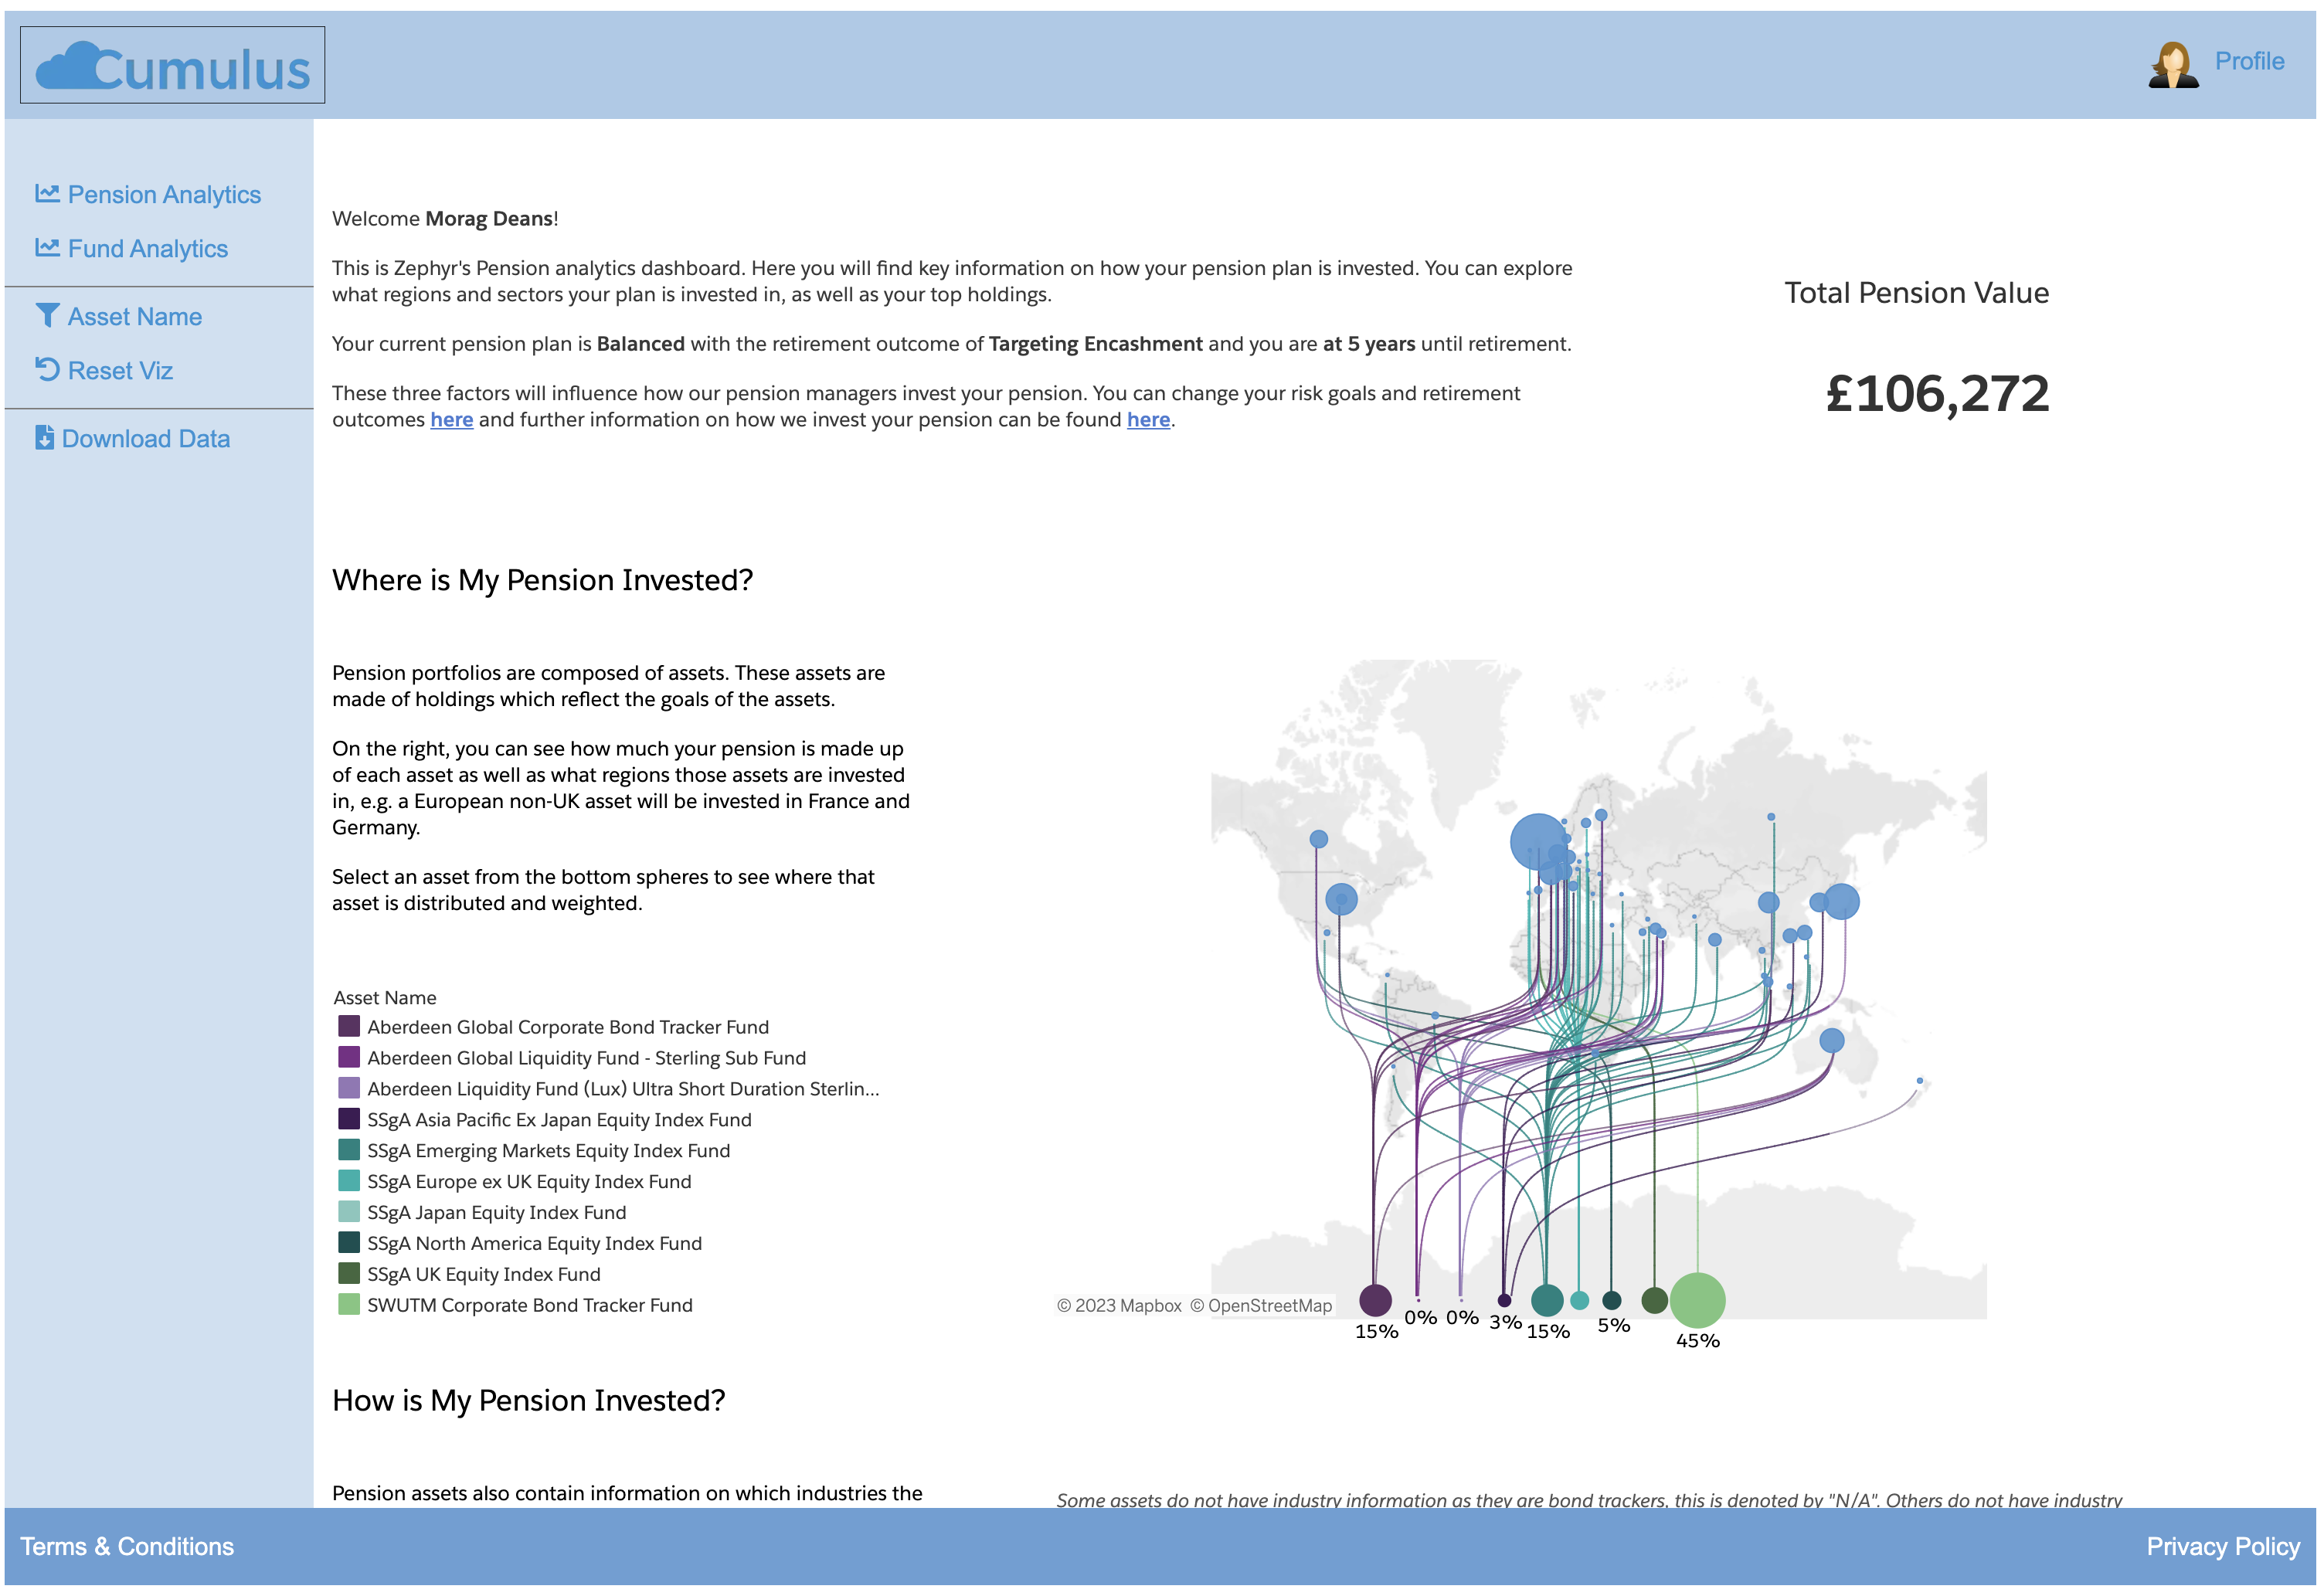 Cumulus
Profile
Pension Analytics
Fund Analytics
Asset Name
Reset Viz
Download Data
Welcome Morag Deans!
This is Zephyr's Pension analytics dashboard. Here you will find key information on how your pension plan is invested. You can explore
what regions and sectors your plan is invested in, as well as your top holdings.
Your current pension plan is Balanced with the retirement outcome of Targeting Encashment and you are at 5 years until retirement.
These three factors will influence how our pension managers invest your pension. You can change your risk goals and retirement
outcomes here and further information on how we invest your pension can be found here.
Total Pension Value
£106,272
Where is My Pension Invested?
Pension portfolios are composed of assets. These assets are
made of holdings which reflect the goals of the assets.
On the right, you can see how much your pension is made up
of each asset as well as what regions those assets are invested
in, e.g. a European non-UK asset will be invested in France and
Germany.
Select an asset from the bottom spheres to see where that
asset is distributed and weighted.
Asset Name
Aberdeen Global Corporate Bond Tracker Fund
Aberdeen Global Liquidity Fund - Sterling Sub Fund
Aberdeen Liquidity Fund (Lux) Ultra Short Duration Sterlin...
SSgA Asia Pacific Ex Japan Equity Index Fund
SSgA Emerging Markets Equity Index Fund
SSgA Europe ex UK Equity Index Fund
SSgA Japan Equity Index Fund
SSgA North America Equity Index Fund
SSgA UK Equity Index Fund
SWUTM Corporate Bond Tracker Fund
© 2023 Mapbox © OpenStreetMap
15% 0% 0% 3% 15% 5% 45%
How is My Pension Invested?
Pension assets also contain information on which industries the
Some assets do not have industry information as they are bond trackers, this is denoted by "N/A". Others do not have industry
Terms & Conditions
Privacy Policy